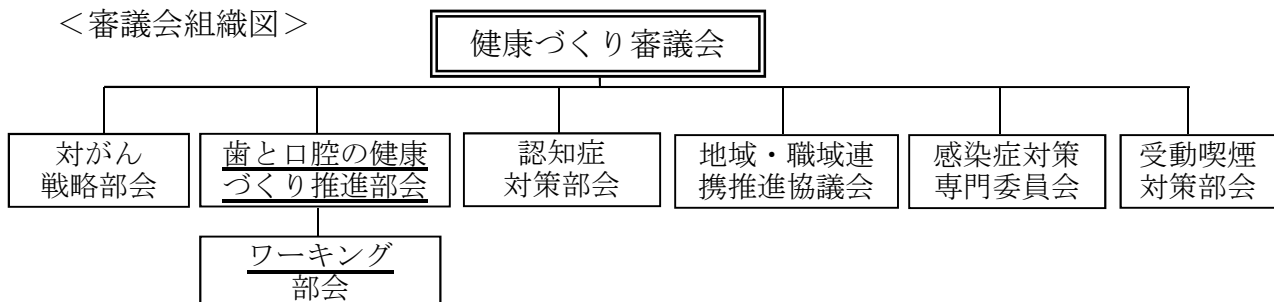 ＜審議会組織図＞
健康づくり審議会
対がん
戦略部会
歯と口腔の健康
づくり推進部会
認知症
対策部会
地域・職域連
携推進協議会
感染症対策
専門委員会
受動喫煙
対策部会
ワーキング
部会